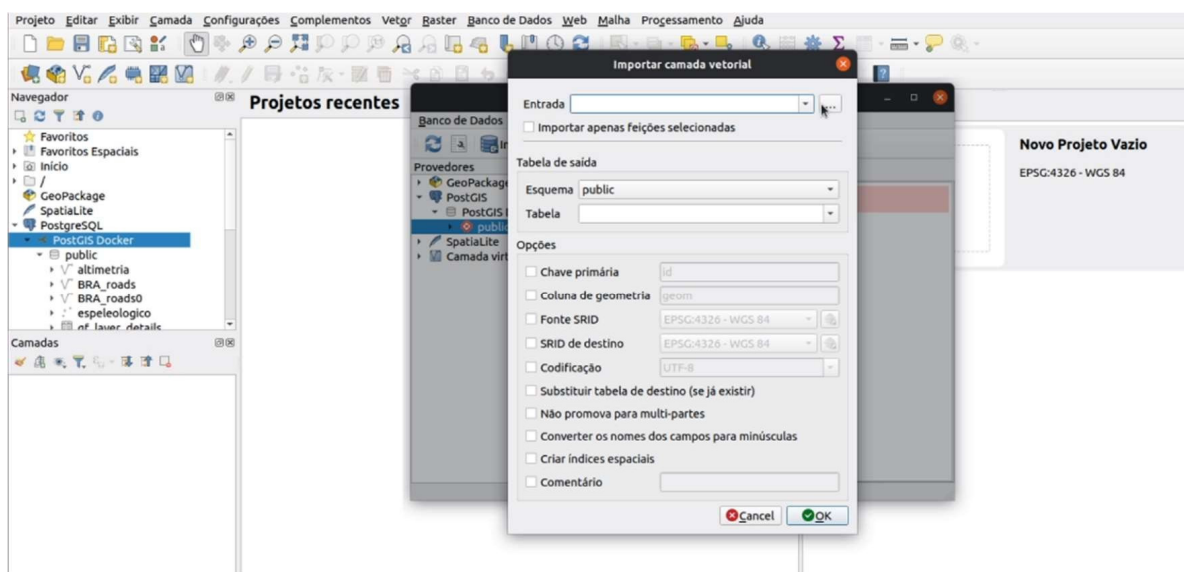 Projeto Editar Exibir Camada Configurações Complementos Vetor Raster Banco de Dados Web Malha Processamento Ajuda
Navegador
Favoritos
Favoritos Espaciais
Início
/
GeoPackage
SpatiaLite
PostgreSQL
PostGIS Docker
public
altimetria
BRA_roads
BRA_roads0
espeleologico
Camadas
Projetos recentes
Banco de Dados
Provedores
GeoPackage
PostGIS
PostGIS
public
SpatiaLite
Camada
Importar camada vetorial
Entrada
...
Importar apenas feições selecionadas
Tabela de saída
Esquema public
Tabela
Opções
Chave primária id
Coluna de geometria geom
Fonte SRID EPSG:4326 - WGS 84
SRID de destino EPSG:4326 - WGS 84
Codificação UTF-8
Substituir tabela de destino (se já existir)
Não promova para multi-partes
Converter os nomes dos campos para minúsculas
Criar índices espaciais
Comentário
Cancel OK
Novo Projeto Vazio
EPSG:4326 - WGS 84